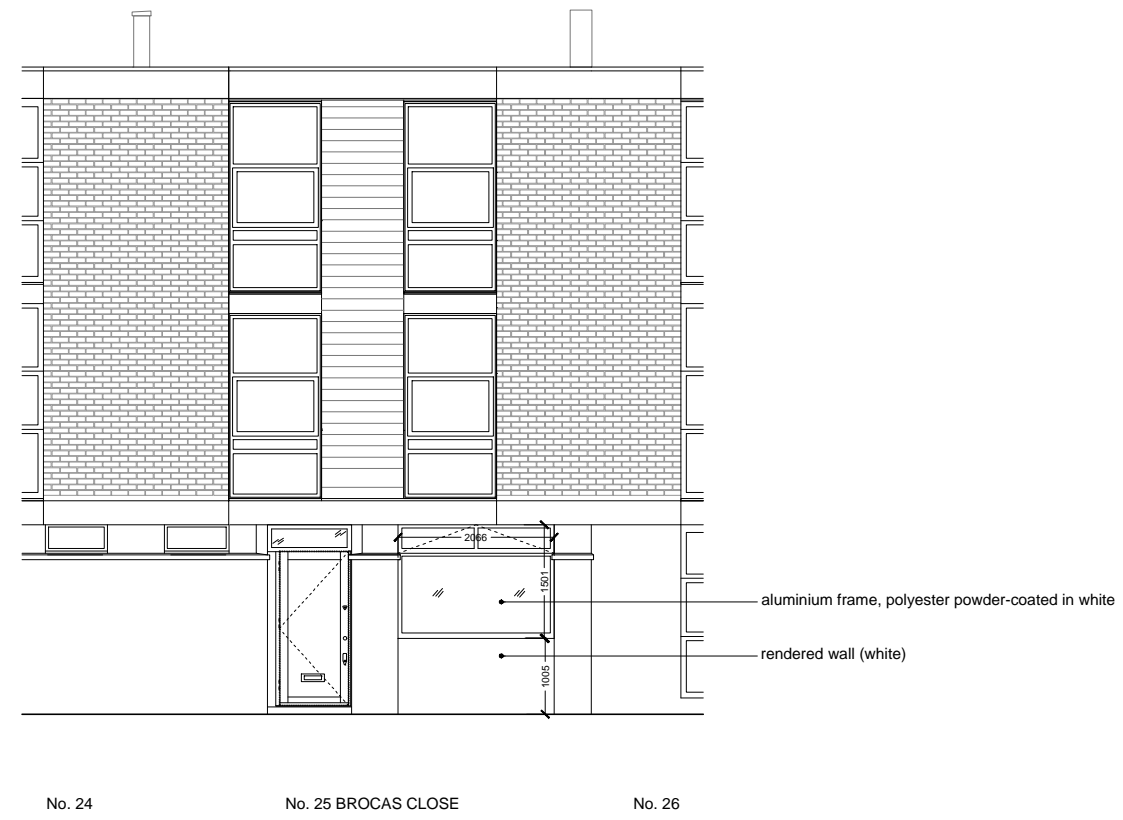 2066
1501
aluminium frame, polyester powder-coated in white
rendered wall (white)
1005
No. 24
No. 25 BROCAS CLOSE
No. 26